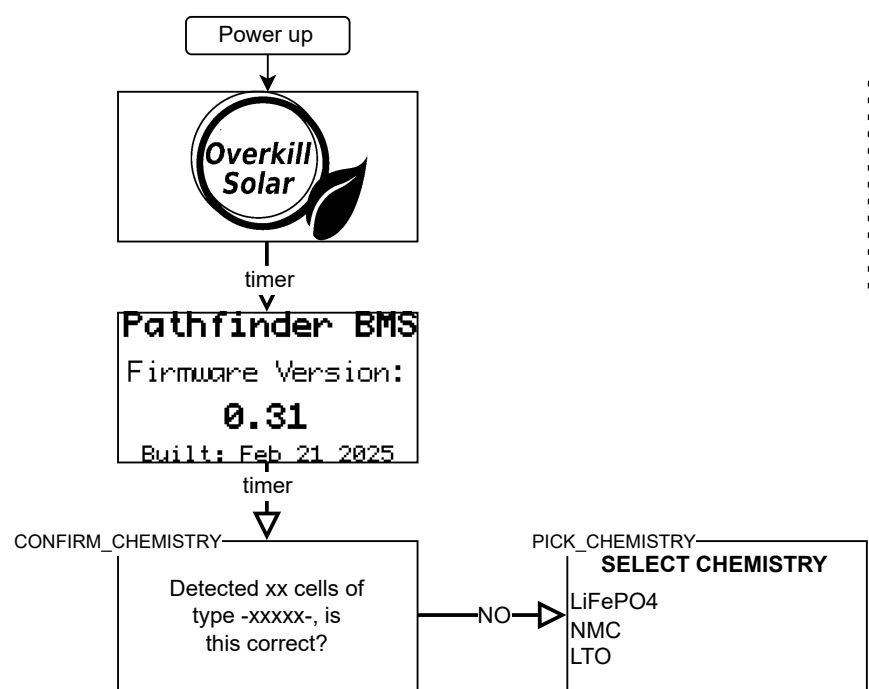 Power up
Overkill
Solar
timer
Pathfinder BMS
Firmware Version:
0.31
Built: Feb 21 2025
timer
CONFIRM_CHEMISTRY
Detected xx cells of
type -xxxxx-, is
this correct?
NO
PICK_CHEMISTRY
SELECT CHEMISTRY
LiFePO4
NMC
LTO